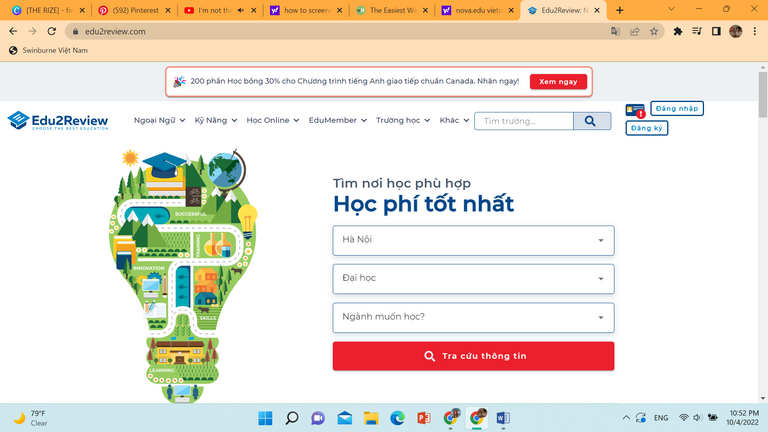 [THE RIZE] - fi
(592) Pinterest
I'm not the
how to screen
The Easiest Wa
nova.edu vietn
Edu2Review: N
edu2review.com
Swinburne Việt Nam
200 phần Học bổng 30% cho Chương trình tiếng Anh giao tiếp chuẩn Canada. Nhận ngay!
Xem ngay
Edu2Review
CHOOSE THE BEST EDUCATION
Ngoại Ngữ
Kỹ Năng
Học Online
EduMember
Trường học
Khác
Tìm trường...
Đăng nhập
Đăng ký
SUCCESSFUL
TRAINING
INNOVATION
SKILLS
LEARNING
Tìm nơi học phù hợp
Học phí tốt nhất
Hà Nội
Đại học
Ngành muốn học?
Tra cứu thông tin
79°F
Clear
ENG
10:52 PM
10/4/2022